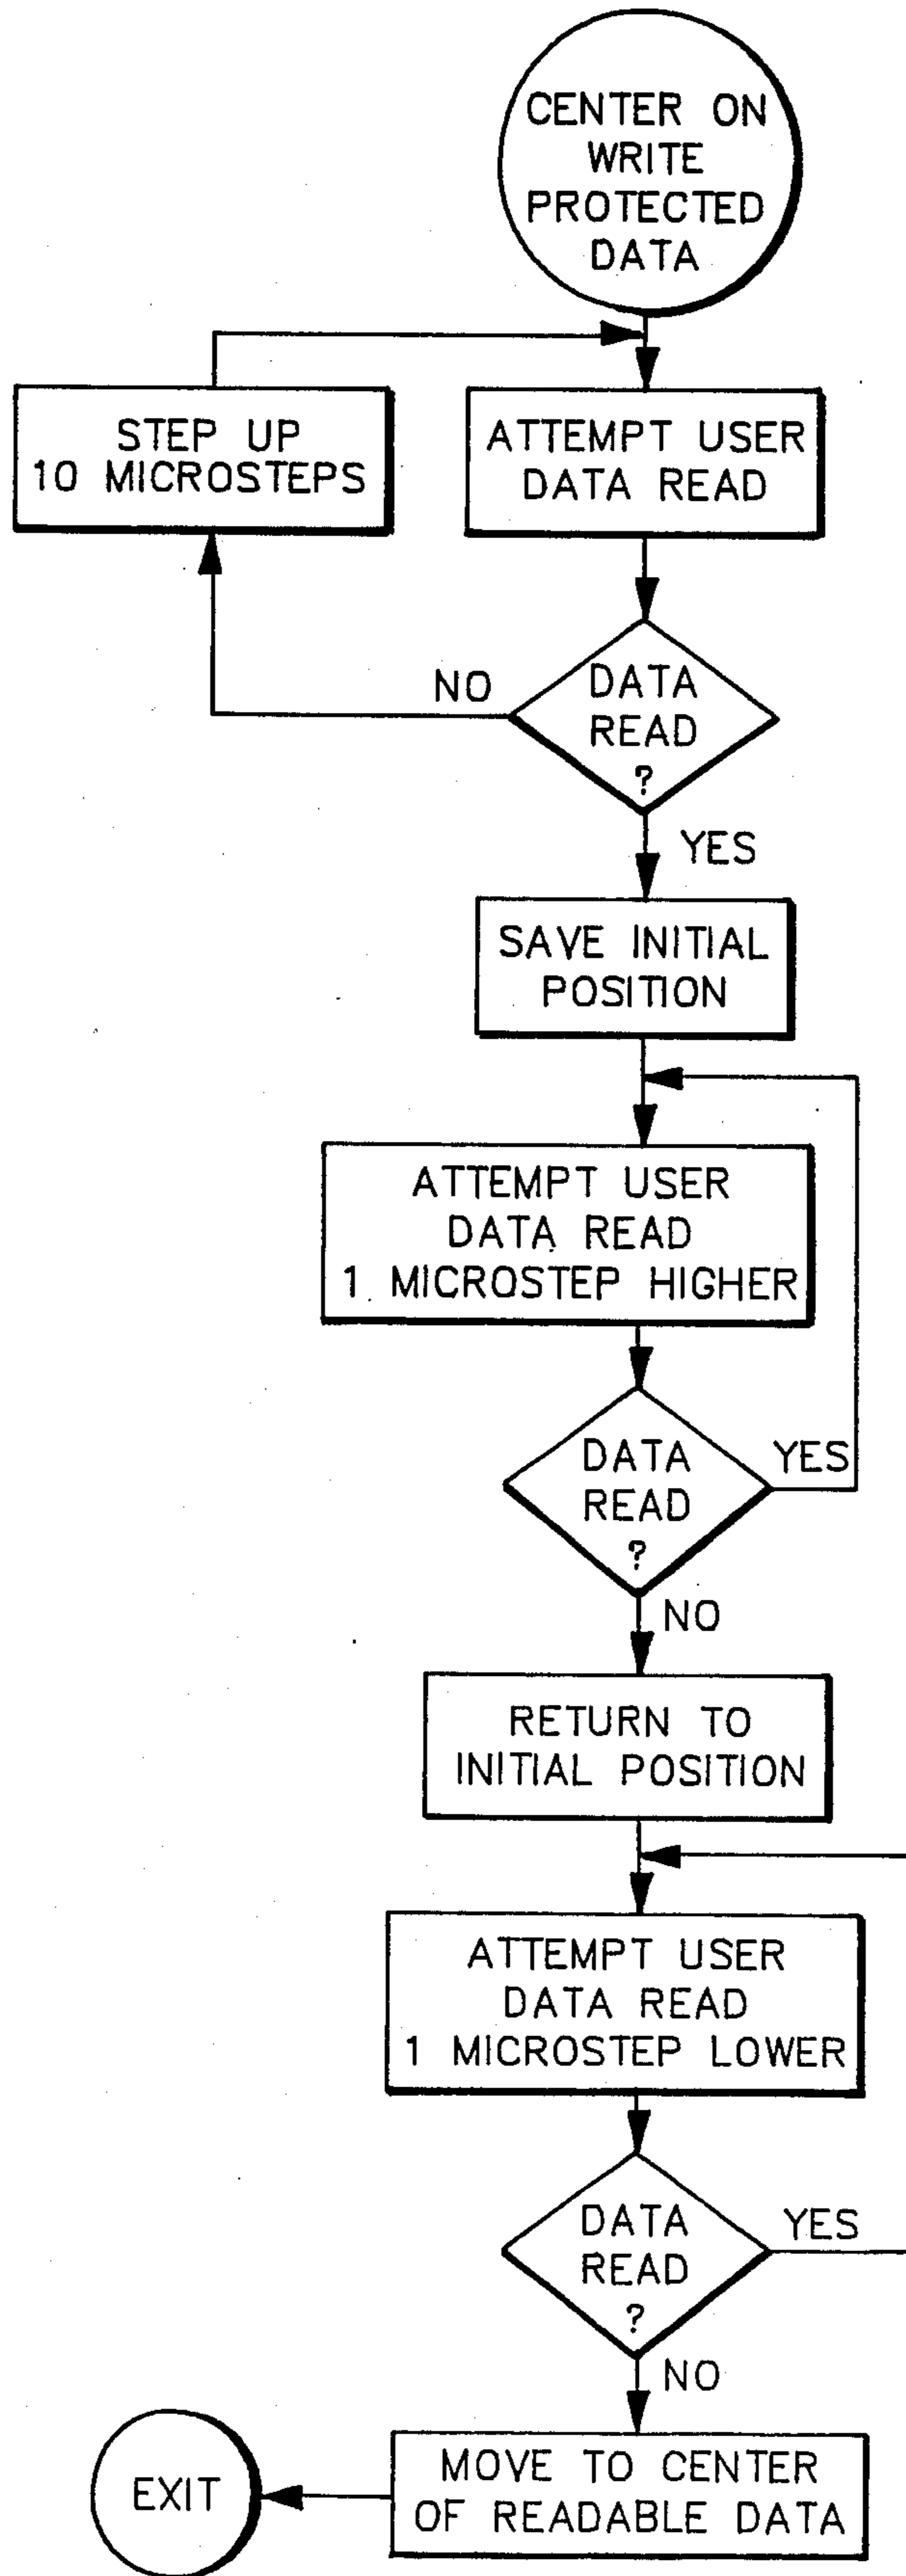 CENTER ON
WRITE
PROTECTED
DATA
STEP UP
10 MICROSTEPS
ATTEMPT USER
DATA READ
NO
DATA
READ
?
YES
SAVE INITIAL
POSITION
ATTEMPT USER
DATA READ
1 MICROSTEP HIGHER
DATA
READ
?
YES
NO
RETURN TO
INITIAL POSITION
ATTEMPT USER
DATA READ
1 MICROSTEP LOWER
DATA
READ
?
YES
NO
MOVE TO CENTER
OF READABLE DATA
EXIT